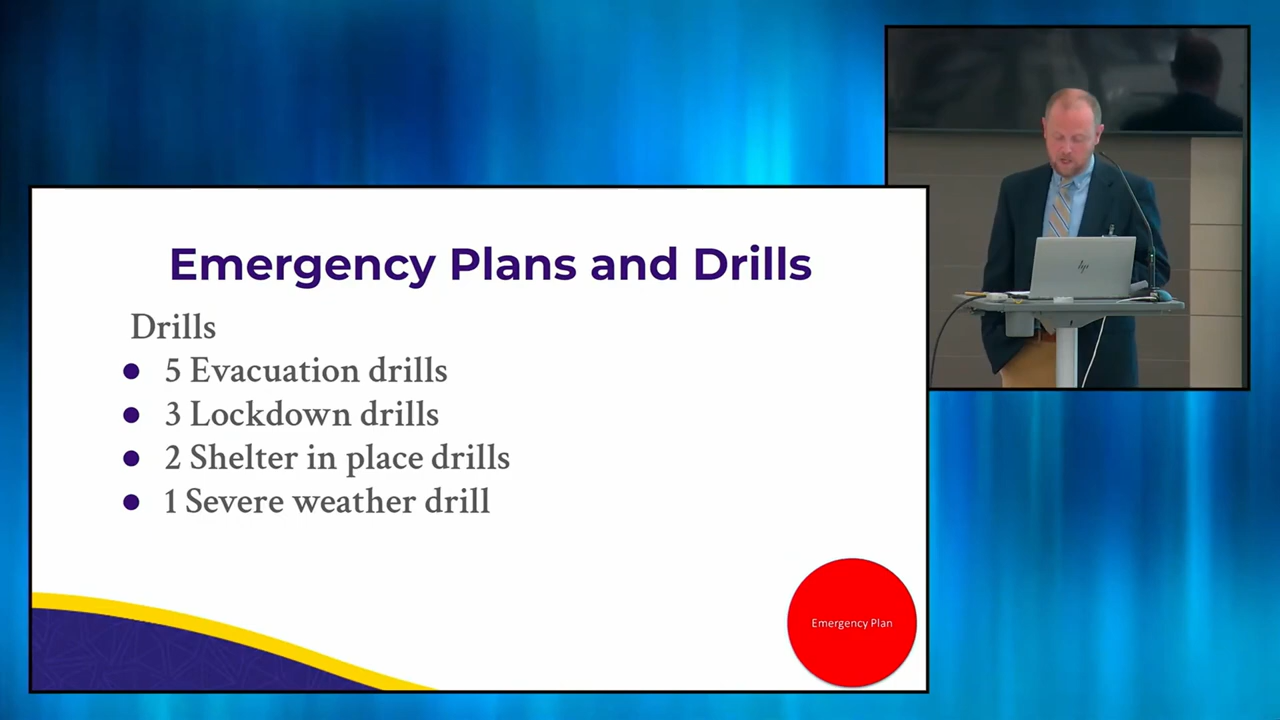 Emergency Plans and Drills
Drills
5 Evacuation drills
3 Lockdown drills
2 Shelter in place drills
1 Severe weather drill
Emergency Plan
hp